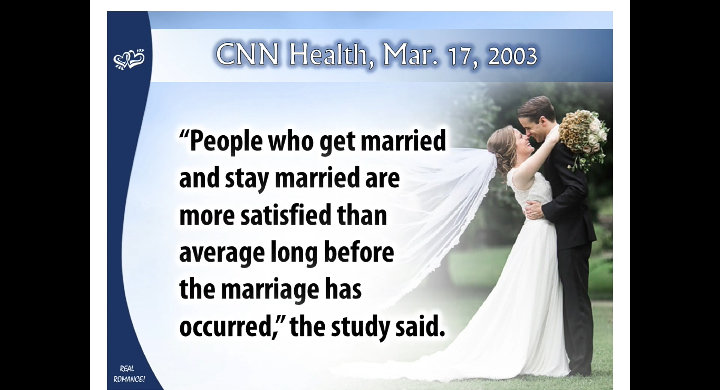 CNN Health, Mar. 17, 2003
“People who get married
and stay married are
more satisfied than
average long before
the marriage has
occurred,” the study said.
REAL
ROMANCE!